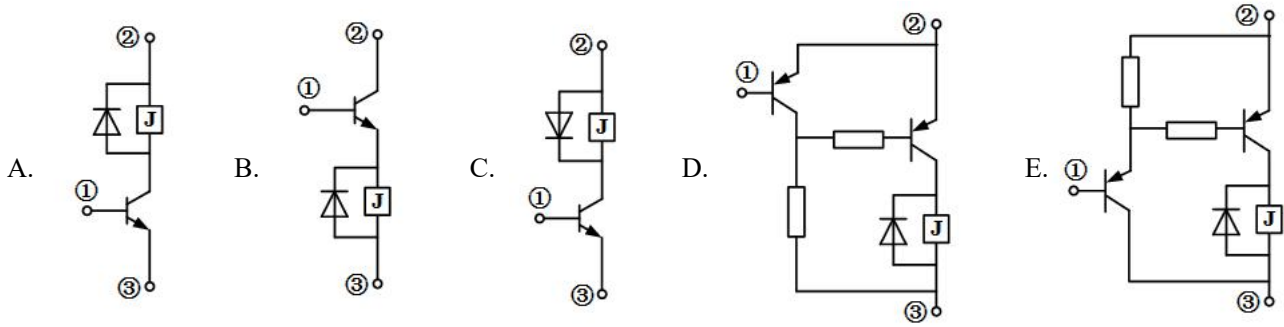 A. ① ② ③ J
B. ① ② ③ J
C. ① ② ③ J
D. ① ② ③ J
E. ① ② ③ J